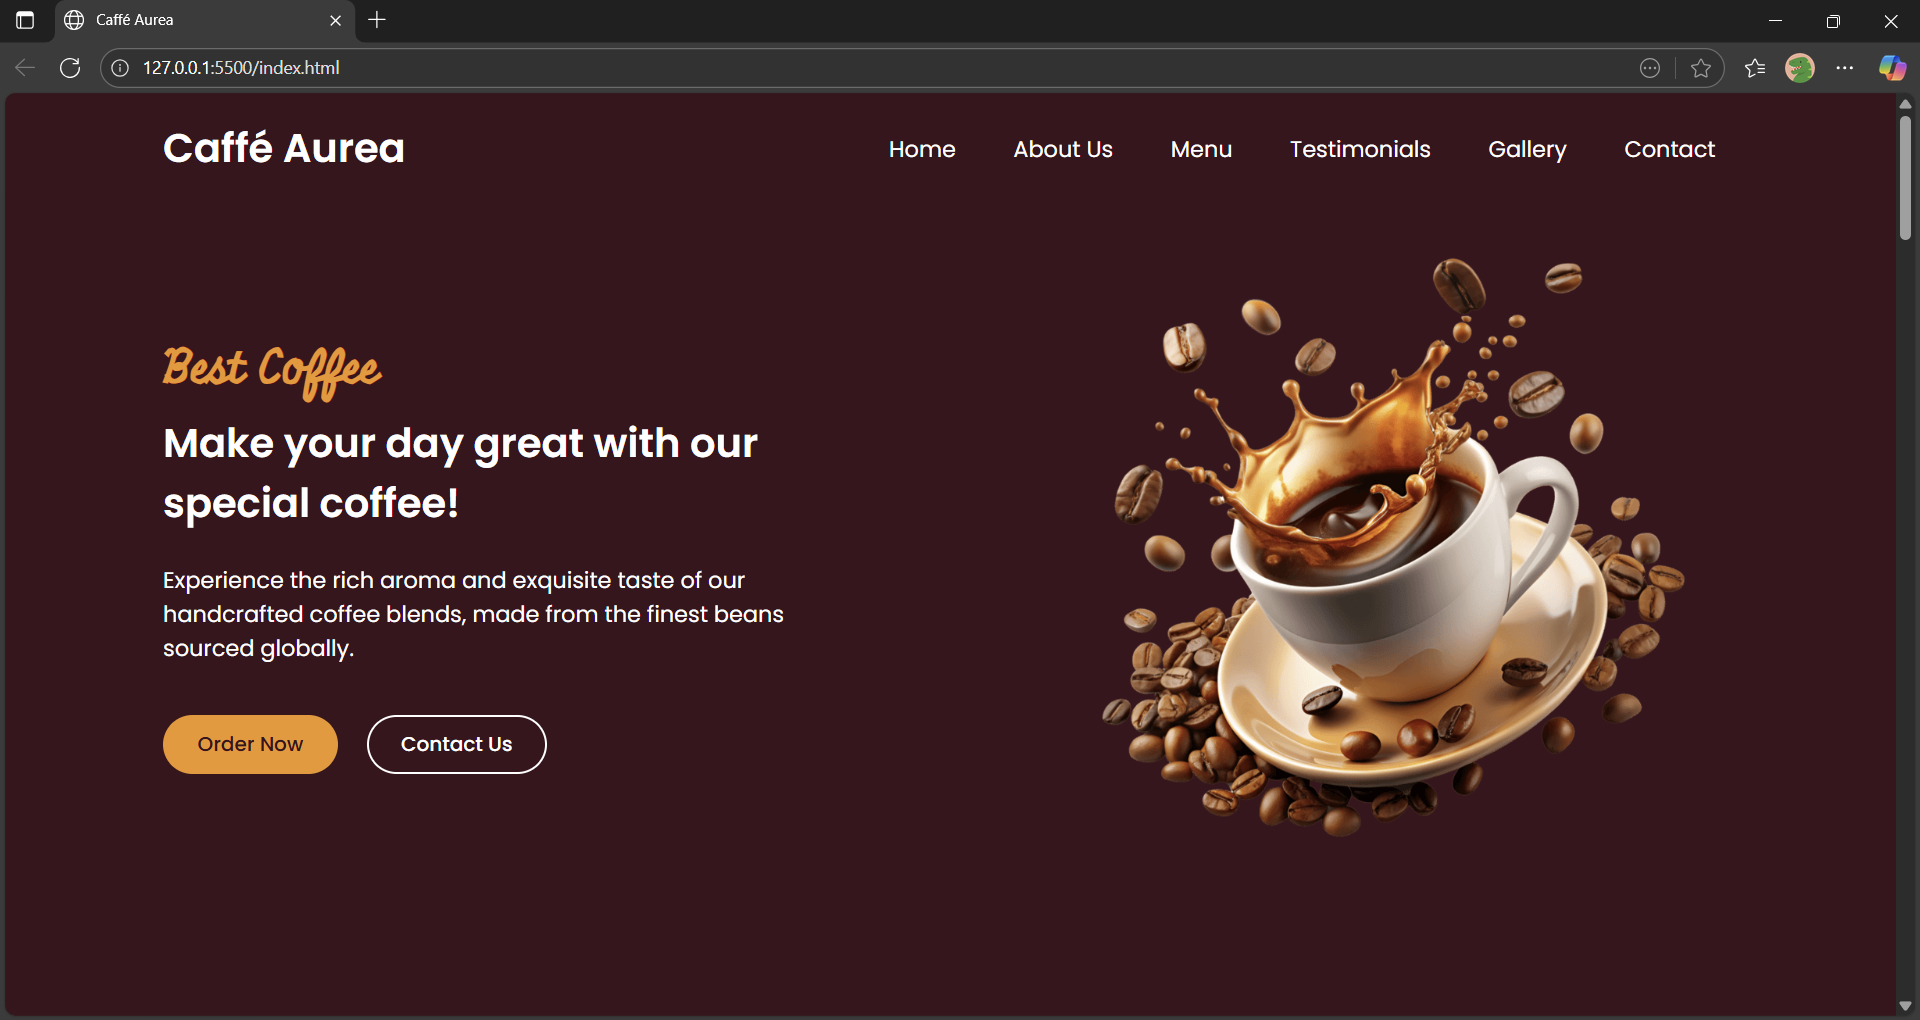 Caffé Aurea
127.0.0.1:5500/index.html
Caffé Aurea
Home About Us Menu Testimonials Gallery Contact
Best Coffee
Make your day great with our
special coffee!
Experience the rich aroma and exquisite taste of our
handcrafted coffee blends, made from the finest beans
sourced globally.
Order Now Contact Us